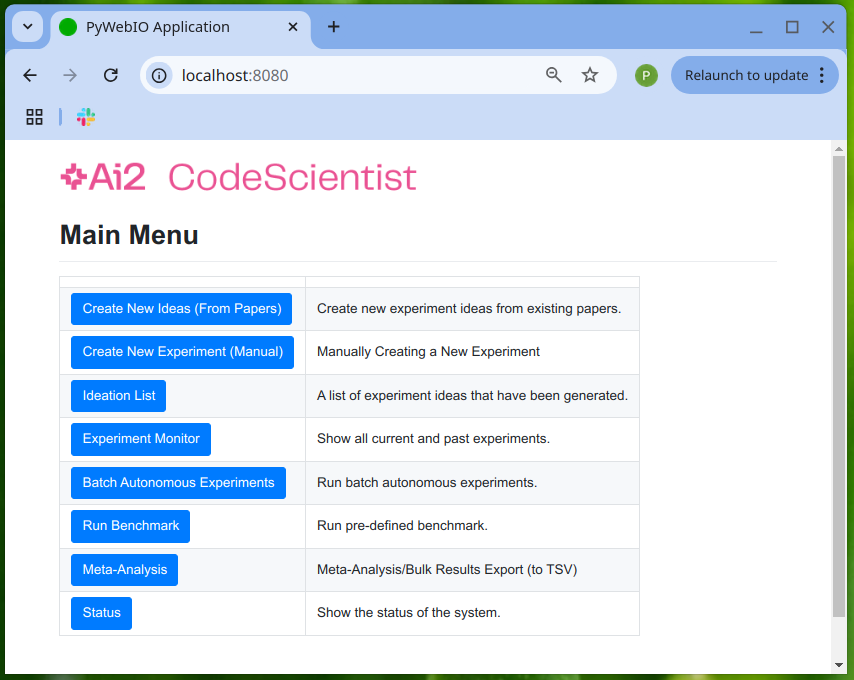 PyWebIO Application
localhost:8080
P
Relaunch to update
Ai2 CodeScientist
Main Menu
Create New Ideas (From Papers) Create new experiment ideas from existing papers.
Create New Experiment (Manual) Manually Creating a New Experiment
Ideation List A list of experiment ideas that have been generated.
Experiment Monitor Show all current and past experiments.
Batch Autonomous Experiments Run batch autonomous experiments.
Run Benchmark Run pre-defined benchmark.
Meta-Analysis Meta-Analysis/Bulk Results Export (to TSV)
Status Show the status of the system.